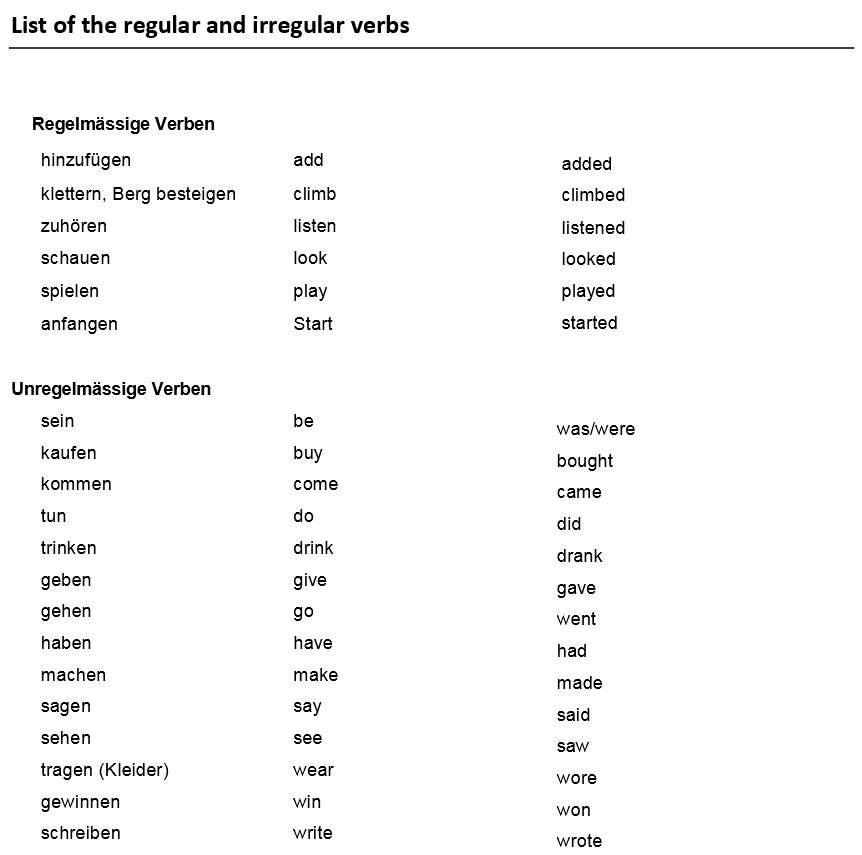 List of the regular and irregular verbs
Regelmässige Verben
hinzufügen add added
klettern, Berg besteigen climb climbed
zuhören listen listened
schauen look looked
spielen play played
anfangen Start started
Unregelmässige Verben
sein be was/were
kaufen buy bought
kommen come came
tun do did
trinken drink drank
geben give gave
gehen go went
haben have had
machen make made
sagen say said
sehen see saw
tragen (Kleider) wear wore
gewinnen win won
schreiben write wrote